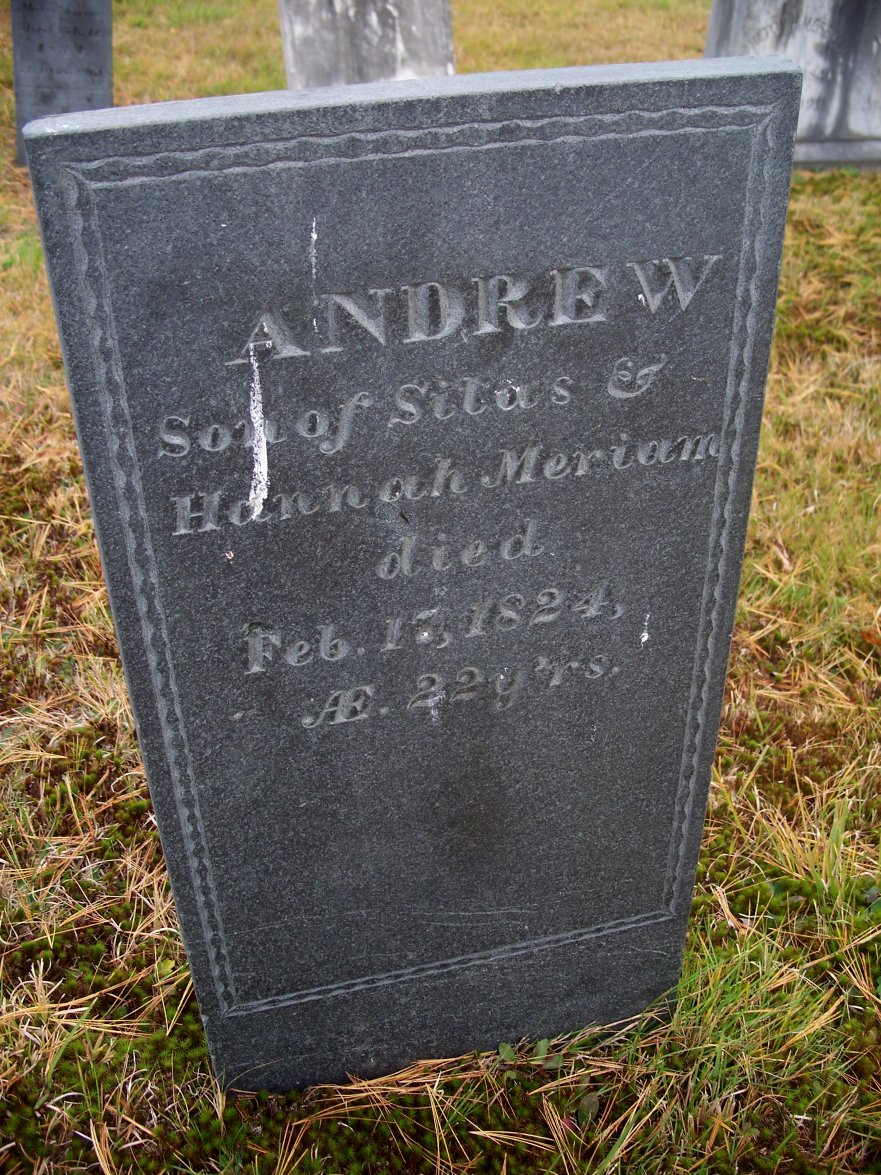 ANDREW
Son of Silas &
Hannah Meriam
died
Feb. 17, 1824,
Æ. 22 y'rs.